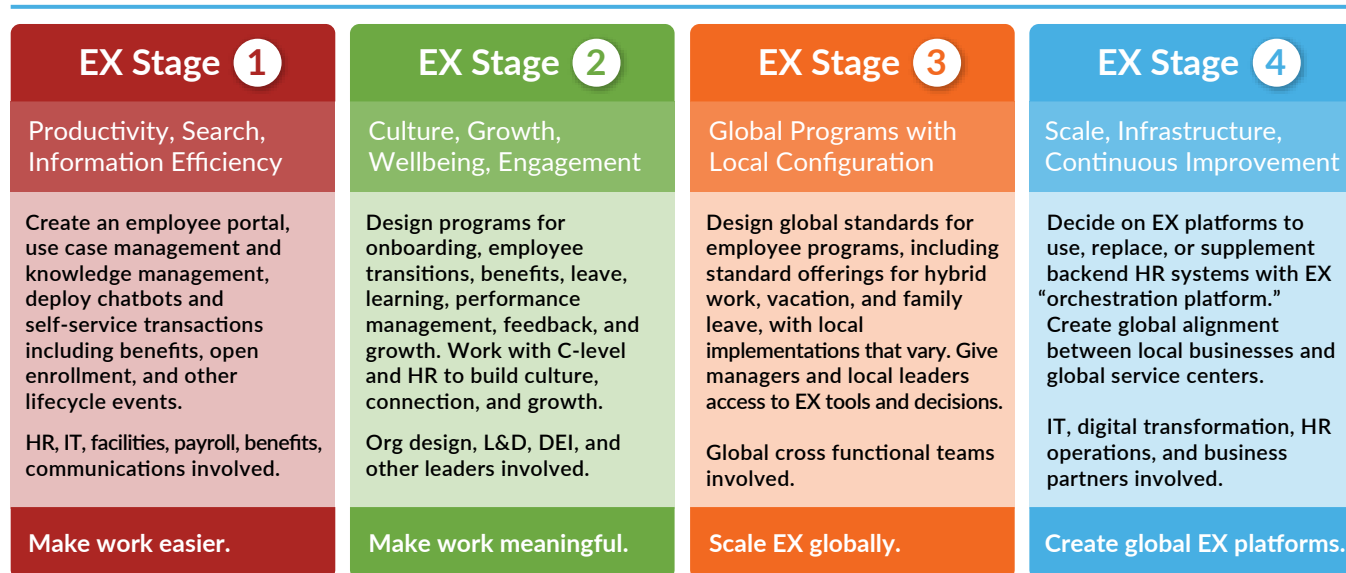 EX Stage 1
Productivity, Search,
Information Efficiency
Create an employee portal,
use case management and
knowledge management,
deploy chatbots and
self-service transactions
including benefits, open
enrollment, and other
lifecycle events.
HR, IT, facilities, payroll, benefits,
communications involved.
Make work easier.
EX Stage 2
Culture, Growth,
Wellbeing, Engagement
Design programs for
onboarding, employee
transitions, benefits, leave,
learning, performance
management, feedback, and
growth. Work with C-level
and HR to build culture,
connection, and growth.
Org design, L&D, DEI, and
other leaders involved.
Make work meaningful.
EX Stage 3
Global Programs with
Local Configuration
Design global standards for
employee programs, including
standard offerings for hybrid
work, vacation, and family
leave, with local
implementations that vary. Give
managers and local leaders
access to EX tools and decisions.
Global cross functional teams
involved.
Scale EX globally.
EX Stage 4
Scale, Infrastructure,
Continuous Improvement
Decide on EX platforms to
use, replace, or supplement
backend HR systems with EX
“orchestration platform.”
Create global alignment
between local businesses and
global service centers.
IT, digital transformation, HR
operations, and business
partners involved.
Create global EX platforms.